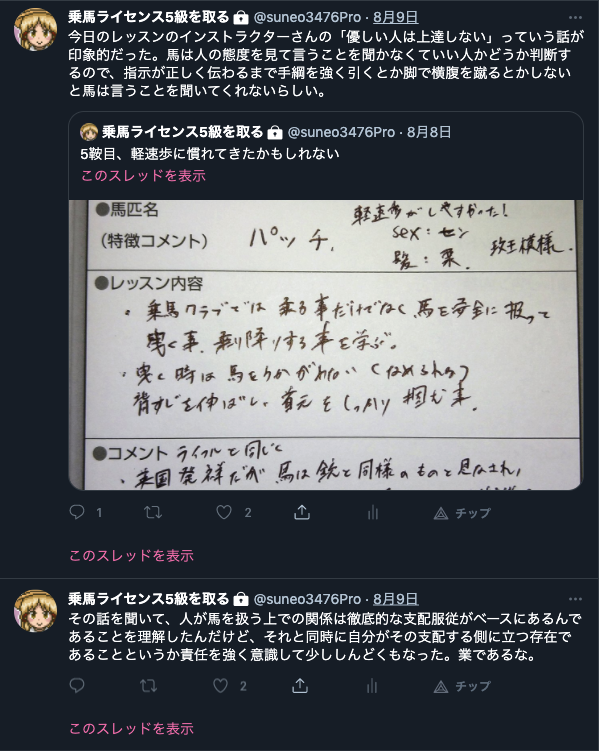 乗馬ライセンス5級を取る @suneo3476Pro · 8月9日
今日のレッスンのインストラクターさんの「優しい人は上達しない」っていう話が
印象的だった。馬は人の態度を見て言うことを聞かなくていい人かどうか判断す
るので、指示が正しく伝わるまで手綱を強く引くとか脚で横腹を蹴るとかしない
と馬は言うことを聞いてくれないらしい。
乗馬ライセンス5級を取る @suneo3476Pro · 8月8日
5鞍目、軽速歩に慣れてきたかもしれない
このスレッドを表示
●馬匹名
軽速歩がしやすかった!
(特徴コメント)
パッチ.
sex:セン
髪:栗.
模様.
●レッスン内容
・乗馬クラブでは乗る事だけでなく馬を安全に扱って
曳く事、乗り降りする事を学ぶ。
・曳く時は馬をうかがわない(なめられる)
背すじを伸ばし、首元をしっかり掴む事.
●コメント ライフルと同じく
・英国発祥だが馬は銃と同様のものと見なされ,
1
2
チップ
このスレッドを表示
乗馬ライセンス5級を取る @suneo3476Pro · 8月9日
その話を聞いて、人が馬を扱う上での関係は徹底的な支配服従がベースにあるんで
あることを理解したんだけど、それと同時に自分がその支配する側に立つ存在で
あることというか責任を強く意識して少ししんどくもなった。業であるな。
2
チップ
このスレッドを表示